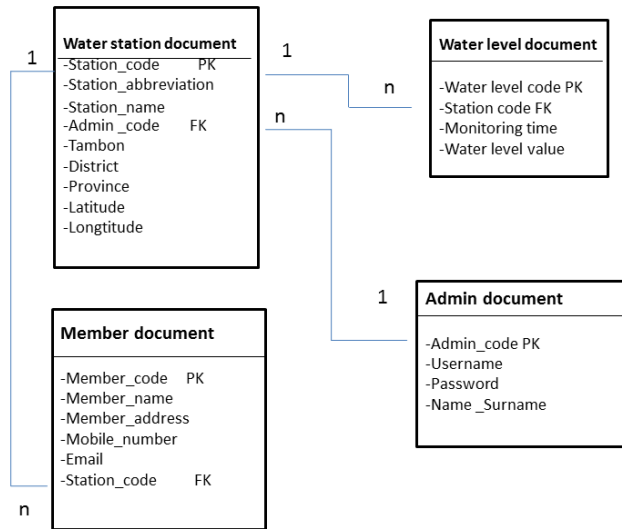 1
Water station document
-Station_code PK
-Station_abbreviation
-Station_name
-Admin _code FK
-Tambon
-District
-Province
-Latitude
-Longtitude
1
n
n
Water level document
-Water level code PK
-Station code FK
-Monitoring time
-Water level value
1
Admin document
-Admin_code PK
-Username
-Password
-Name _Surname
Member document
-Member_code PK
-Member_name
-Member_address
-Mobile_number
-Email
-Station_code FK
n